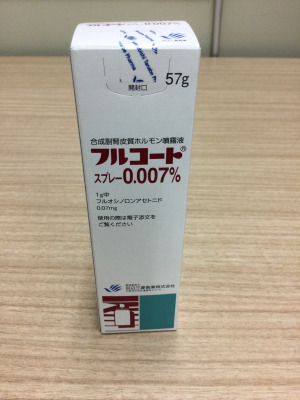 開封口
57g
合成副腎皮質ホルモン噴霧液
フルコート®
スプレー0.007%
1g中
フルオシノロンアセトニド
0.07mg
使用の際は電子添文を
ご覧ください